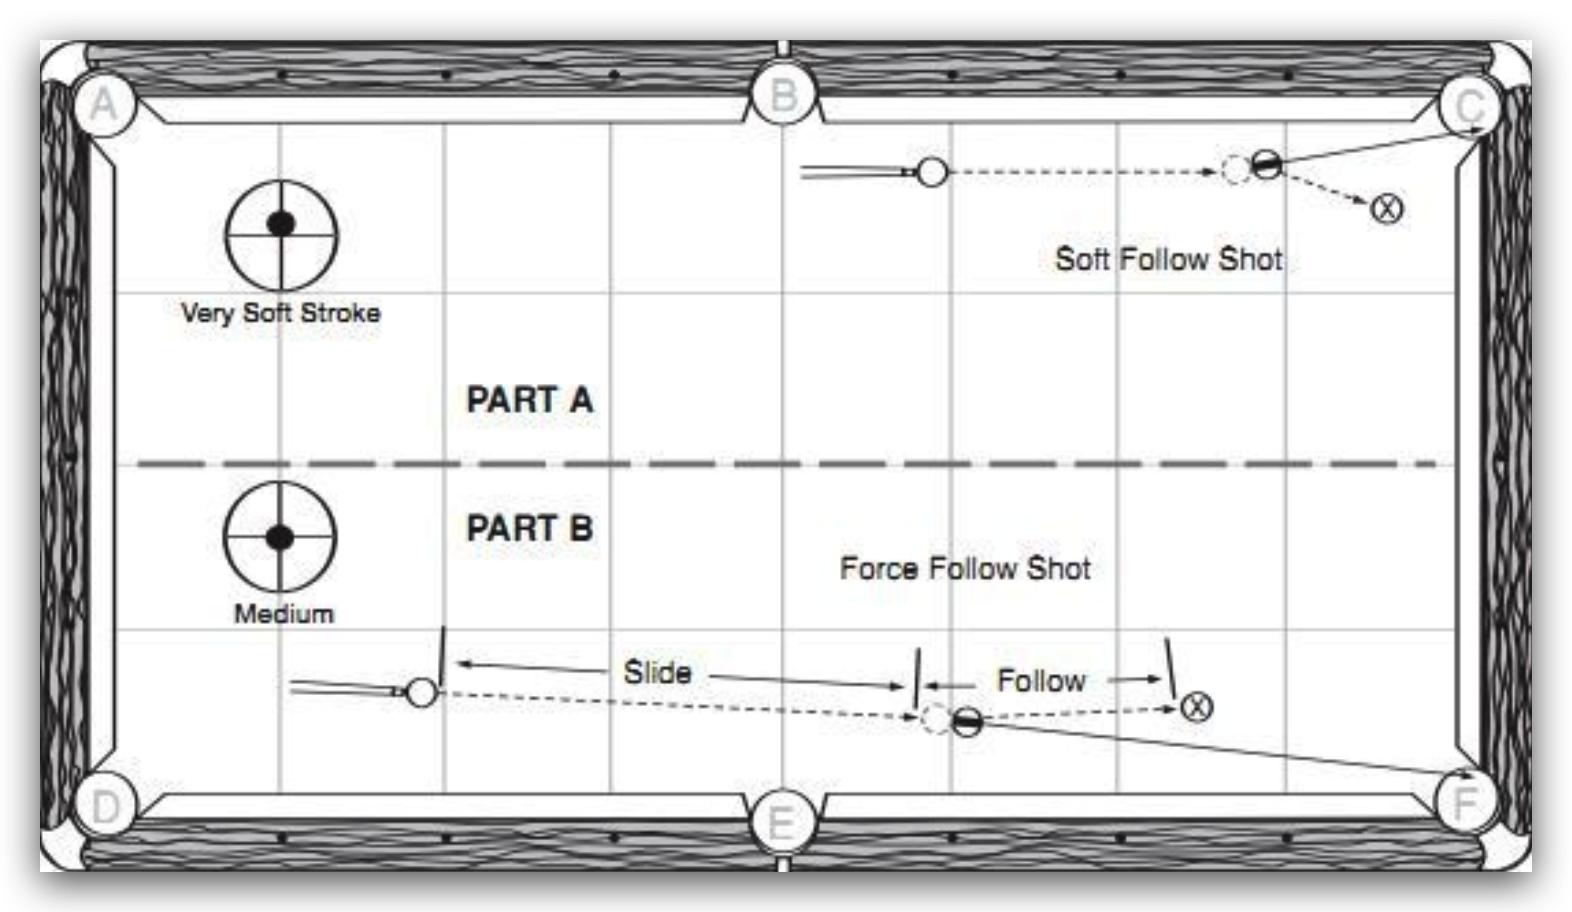 A
B
C
X
Soft Follow Shot
Very Soft Stroke
PART A
PART B
Force Follow Shot
Medium
Slide
Follow
X
D
E
F